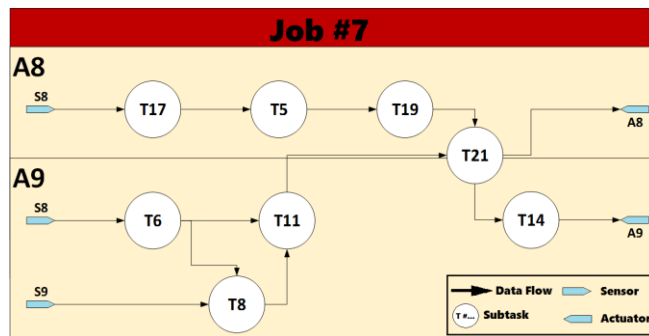 Job #7
A8
S8
T17
T5
T19
A8
T21
A9
S8
T6
T11
T14
A9
S9
T8
Data Flow
Sensor
T #...
Subtask
Actuator